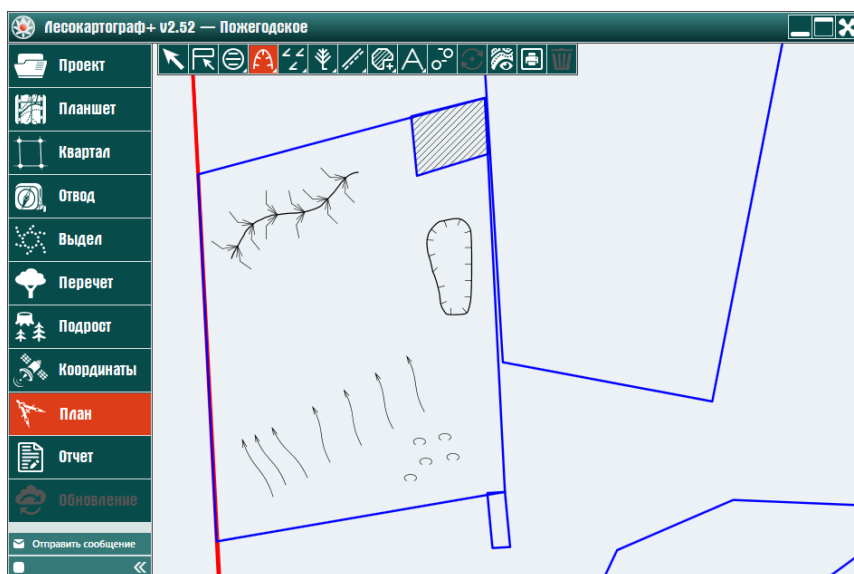 Лесокартограф+ v2.52 — Пожегодское
Проект
Планшет
Квартал
Отвод
Выдел
Перечет
Подрост
Координаты
План
Отчет
Обновление
Отправить сообщение